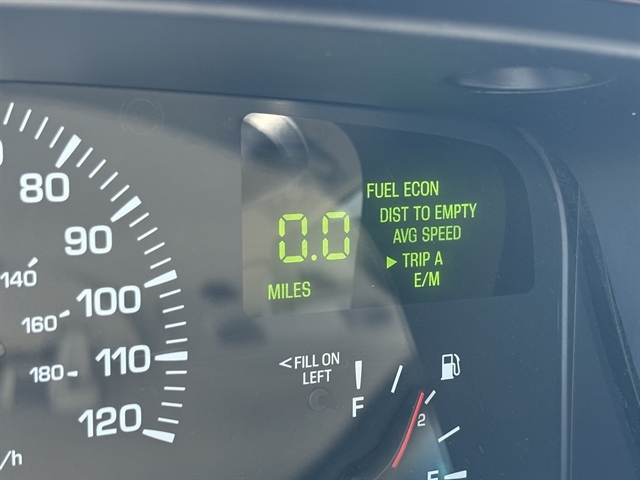 80
90
100
110
120
140
160
180
/h
0.0
MILES
FUEL ECON
DIST TO EMPTY
AVG SPEED
▶ TRIP A
E/M
<FILL ON
LEFT
F
2